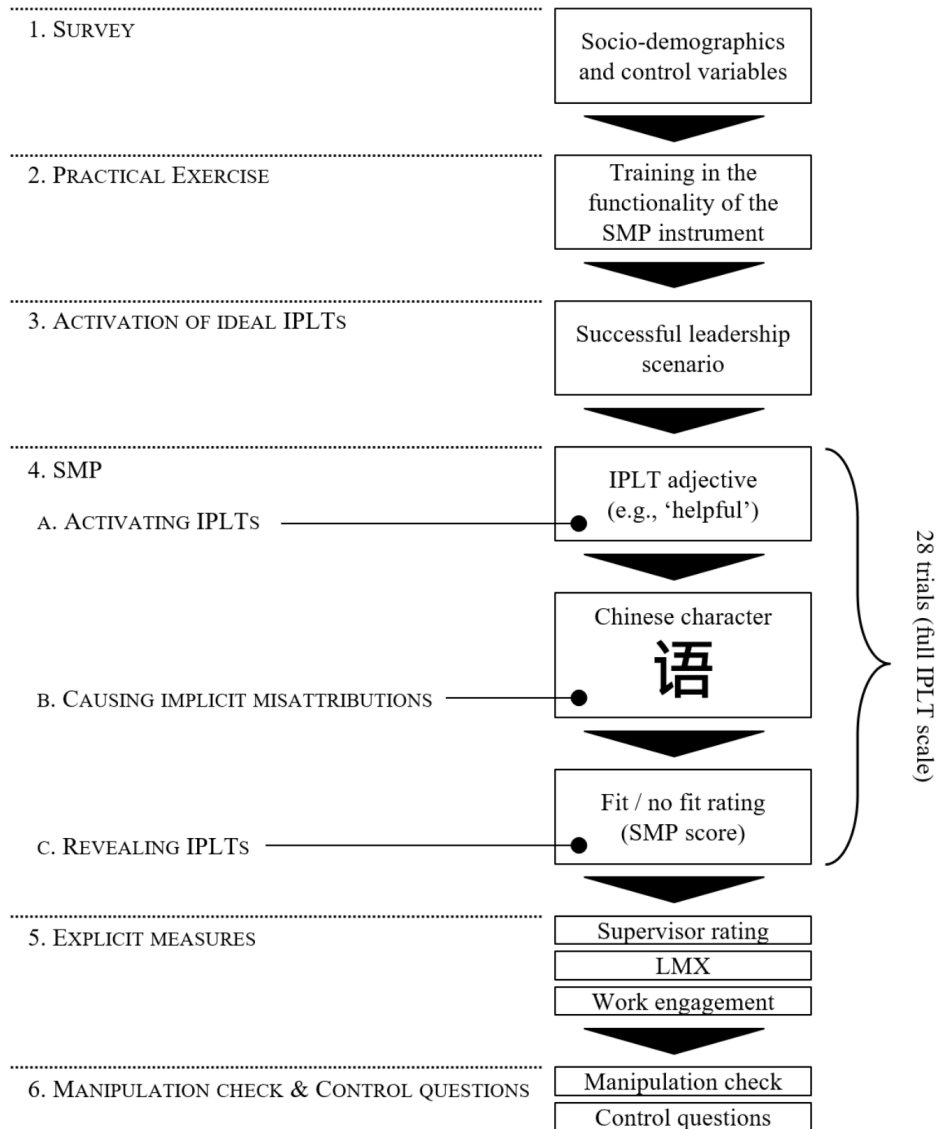 1. SURVEY
Socio-demographics
and control variables
2. PRACTICAL EXERCISE
Training in the
functionality of the
SMP instrument
3. ACTIVATION OF IDEAL IPLTS
Successful leadership
scenario
4. SMP
IPLT adjective
(e.g., ‘helpful’)
A. ACTIVATING IPLTS
Chinese character
语
B. CAUSING IMPLICIT MISATTRIBUTIONS
Fit / no fit rating
(SMP score)
C. REVEALING IPLTS
28 trials (full IPLT scale)
5. EXPLICIT MEASURES
Supervisor rating
LMX
Work engagement
6. MANIPULATION CHECK & CONTROL QUESTIONS
Manipulation check
Control questions